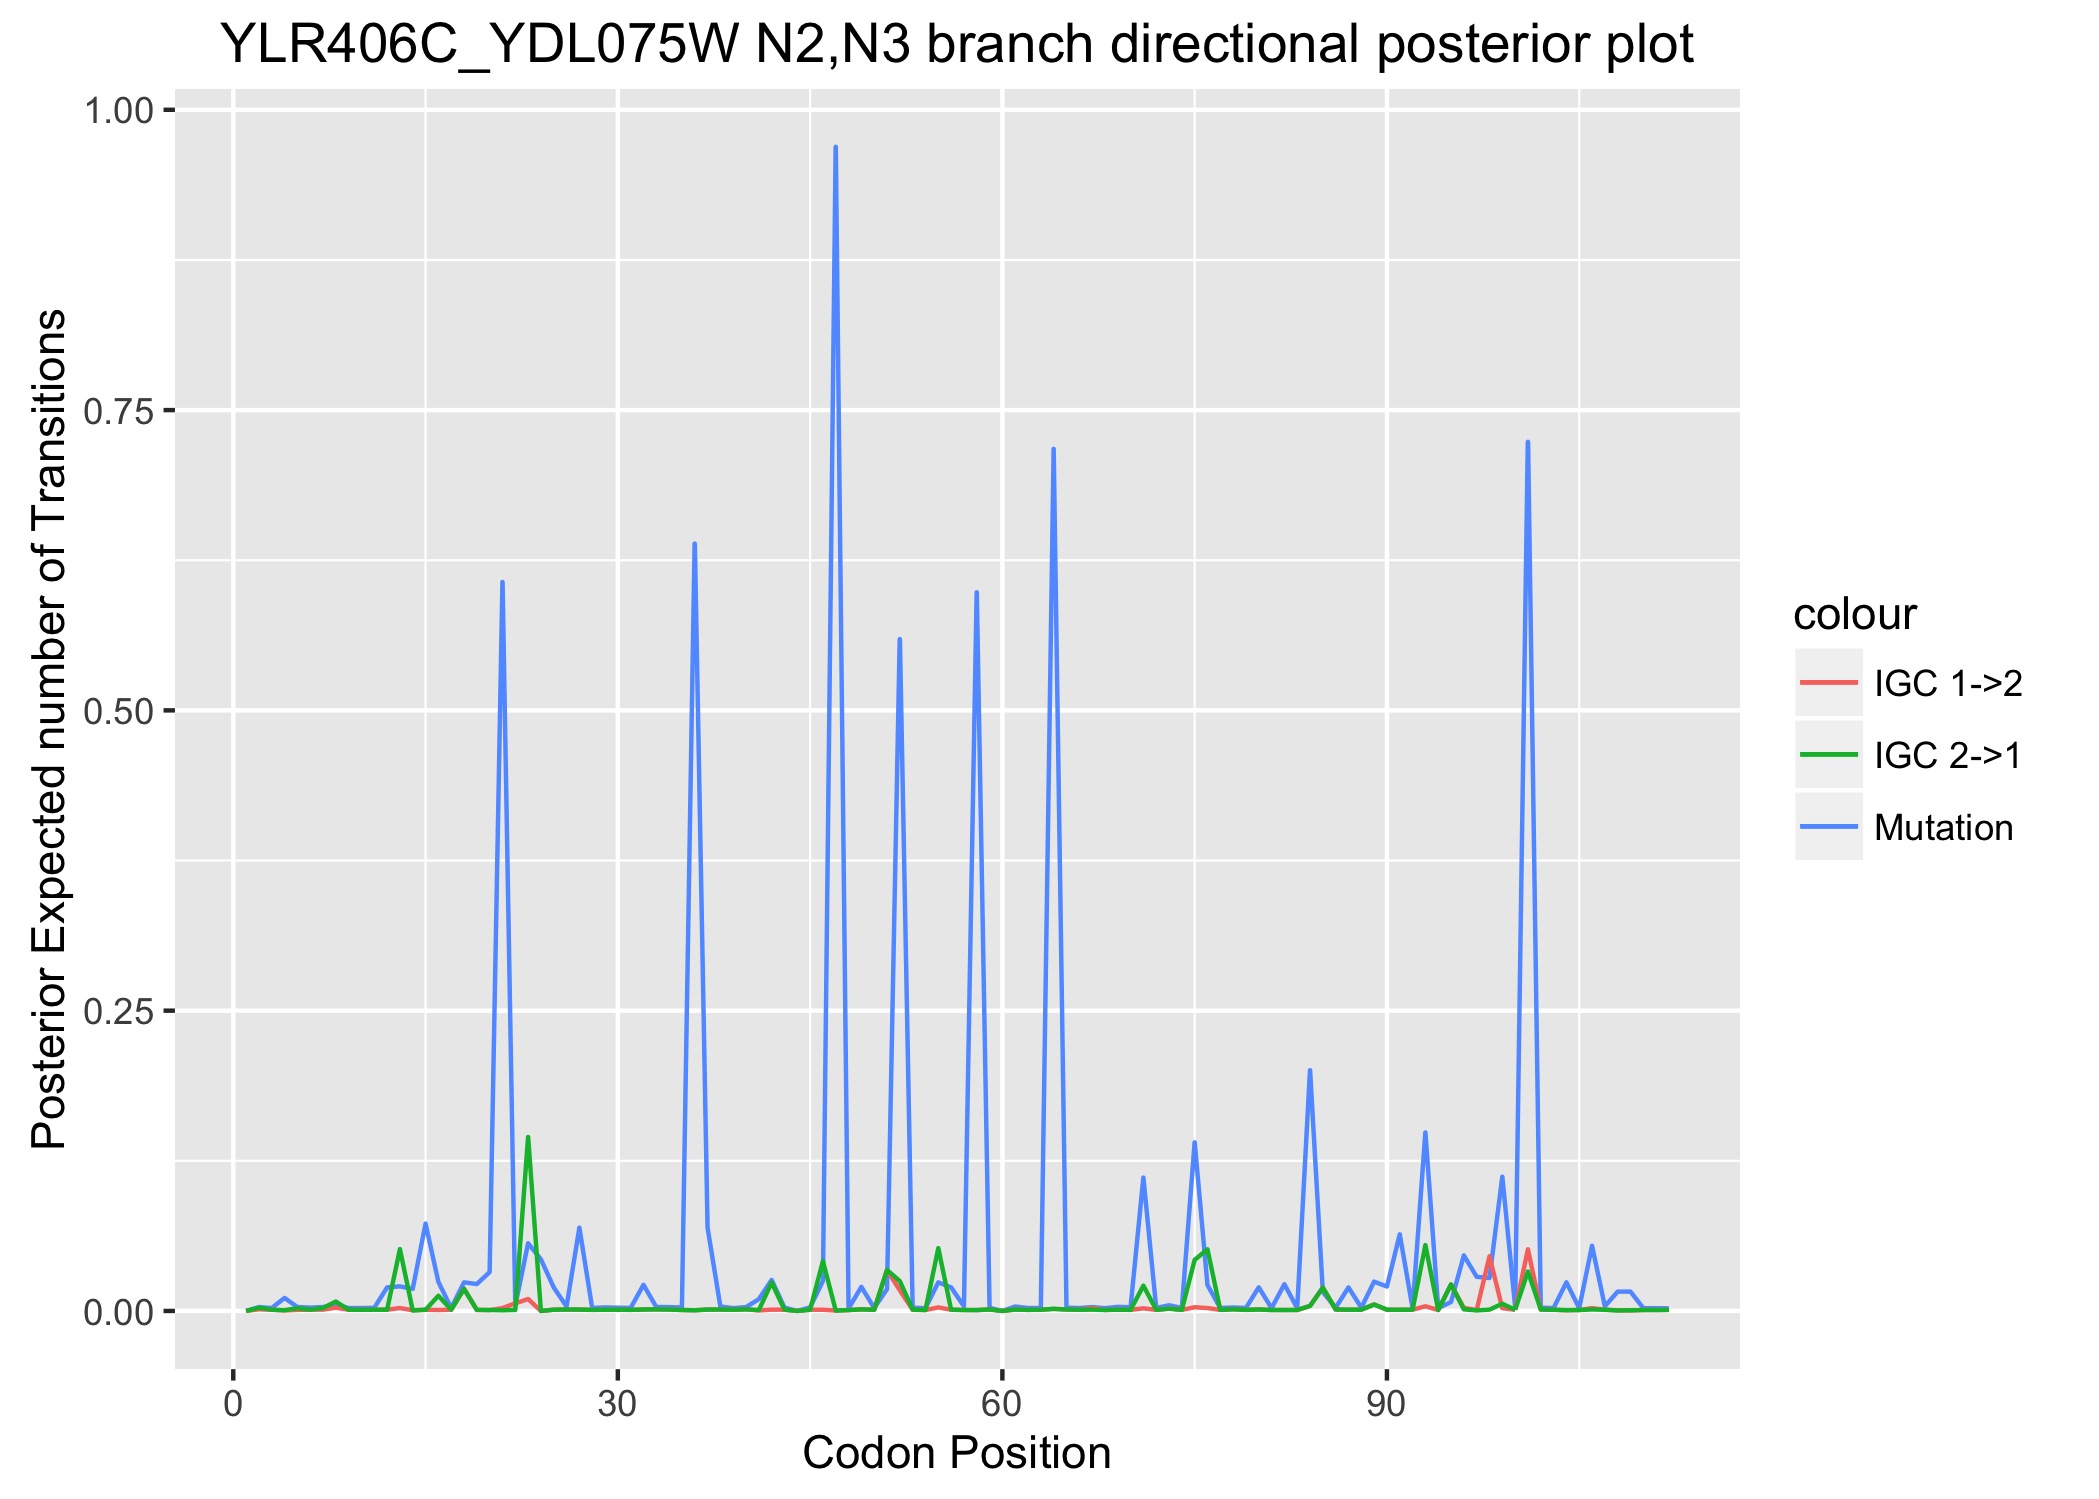 YLR406C_YDL075W N2,N3 branch directional posterior plot
1.00
0.75
0.50
0.25
0.00
Posterior Expected number of Transitions
0
30
60
90
Codon Position
colour
IGC 1->2
IGC 2->1
Mutation